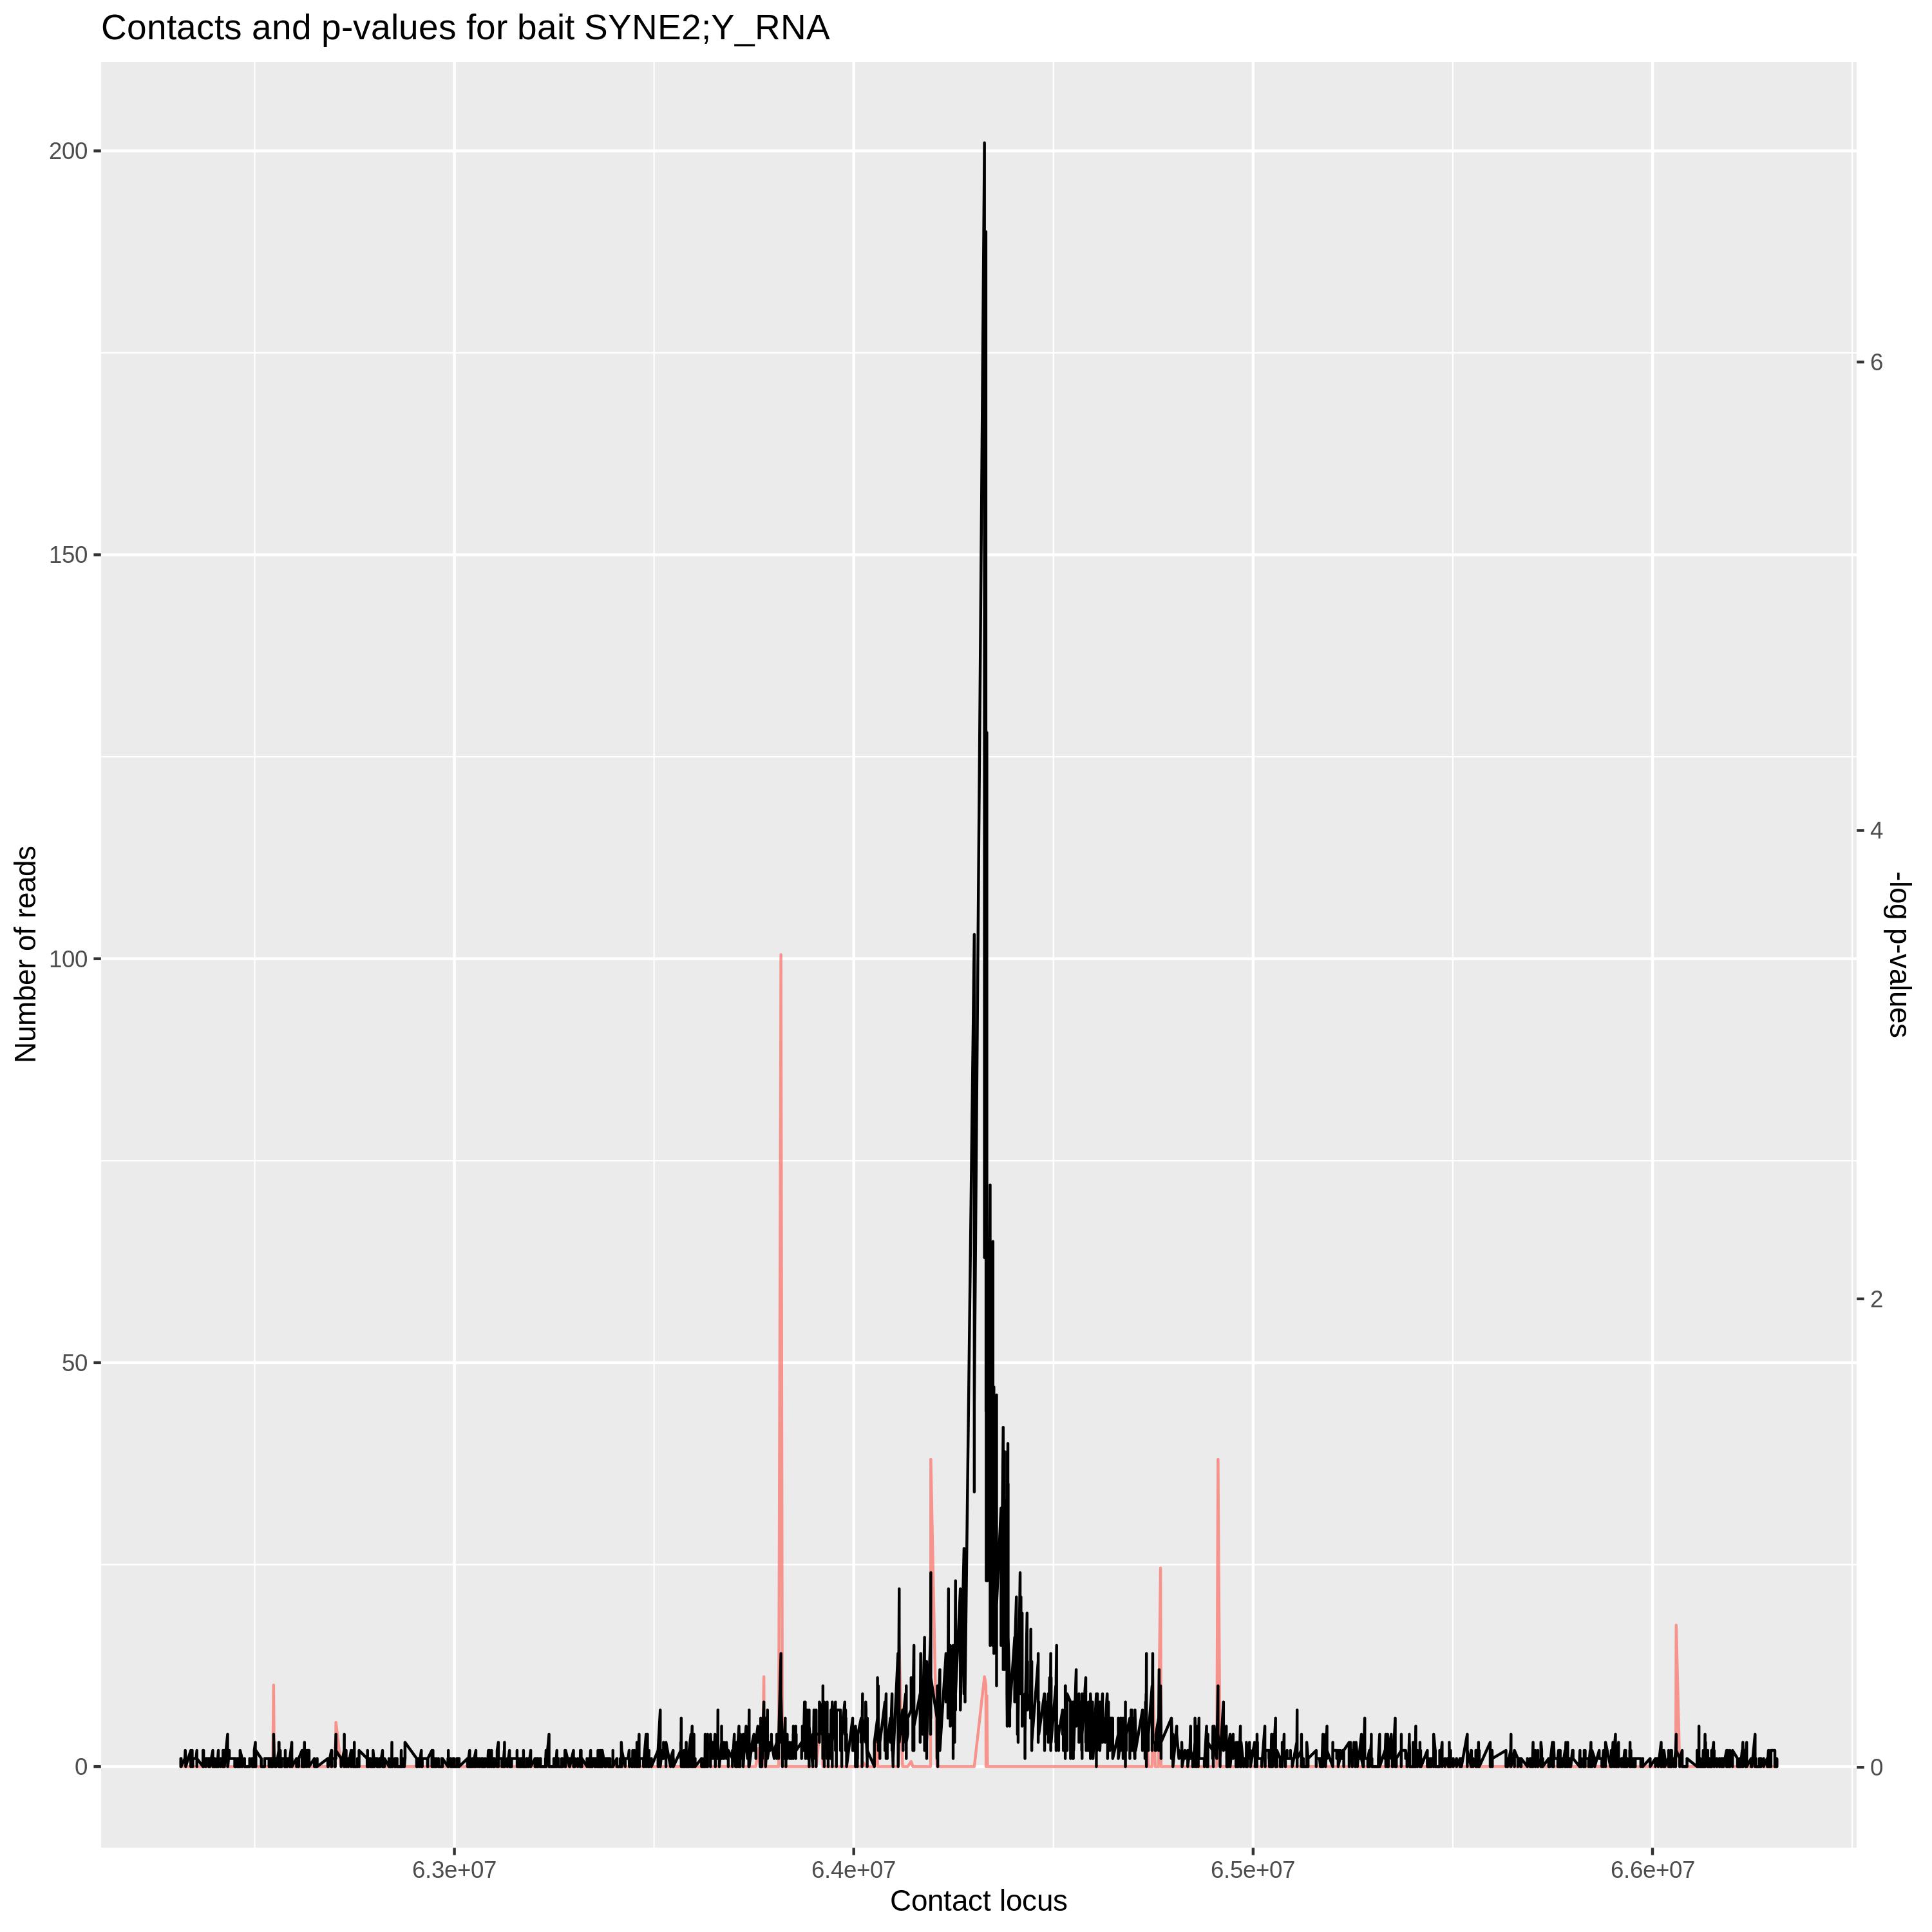 Contacts and p-values for bait SYNE2;Y_RNA
200
150
100
50
0
Number of reads
6
4
2
0
-log p-values
6.3e+07
6.4e+07
6.5e+07
6.6e+07
Contact locus